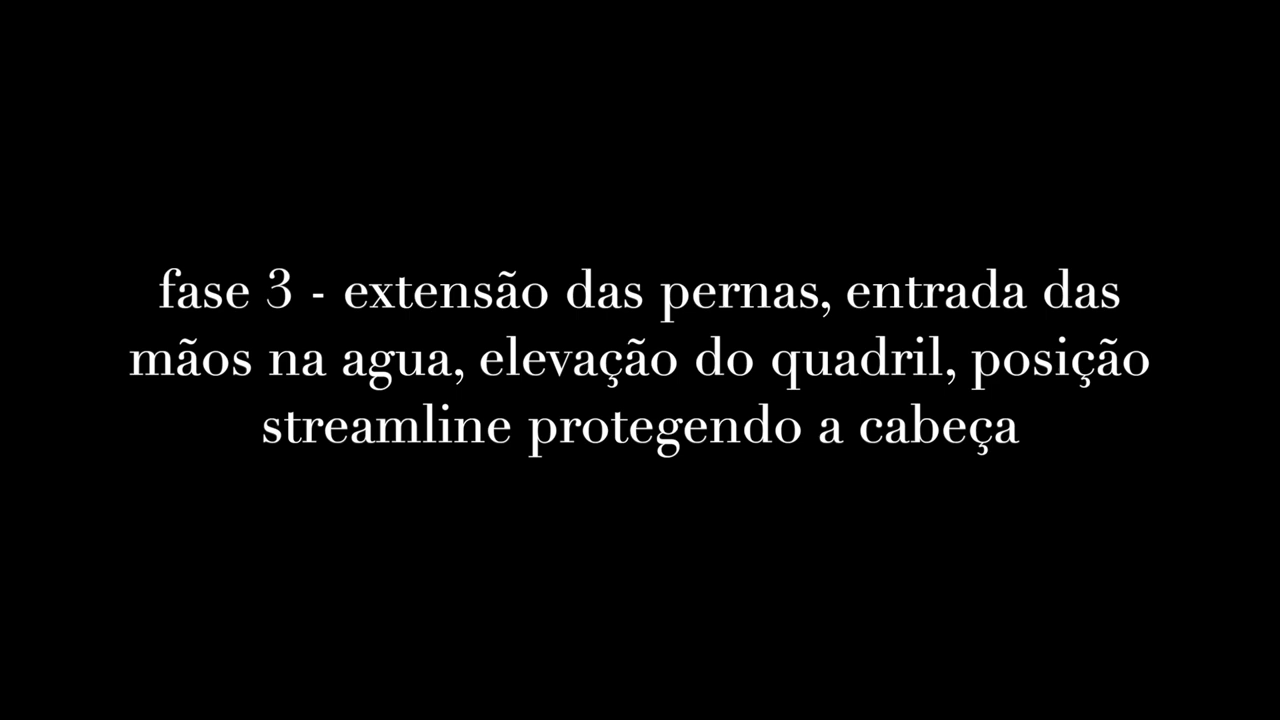 fase 3 - extensão das pernas, entrada das
mãos na agua, elevação do quadril, posição
streamline protegendo a cabeça